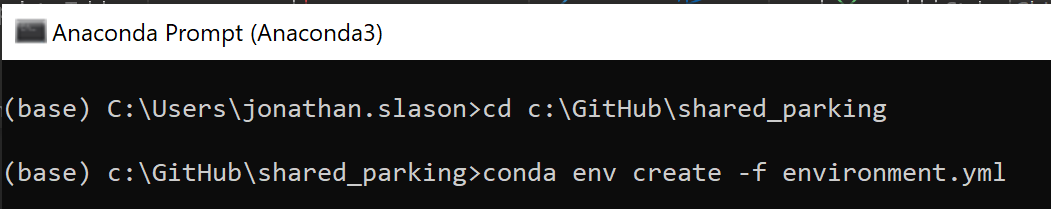 Anaconda Prompt (Anaconda3)
(base) C:\Users\jonathan.slason>cd c:\GitHub\shared_parking
(base) c:\GitHub\shared_parking>conda env create -f environment.yml